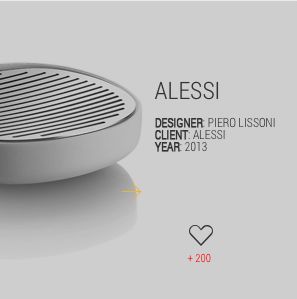 ALESSI
DESIGNER: PIERO LISSONI
CLIENT: ALESSI
YEAR: 2013
+ 200